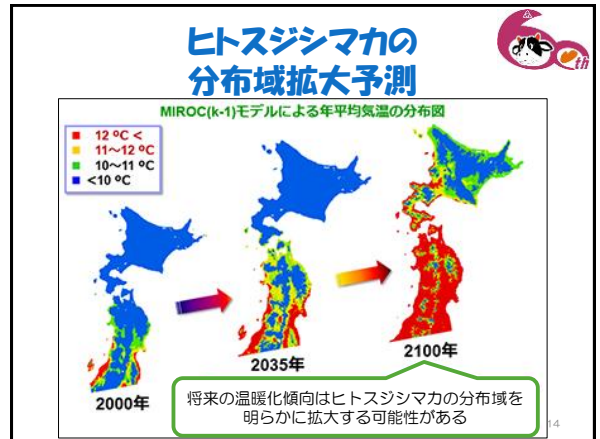 ヒトスジシマカの
分布域拡大予測
60th
MIROC(k-1)モデルによる年平均気温の分布図
12 ºC <
11～12 ºC
10～11 ºC
<10 ºC
2000年
2035年
2100年
将来の温暖化傾向はヒトスジシマカの分布域を
明らかに拡大する可能性がある
14